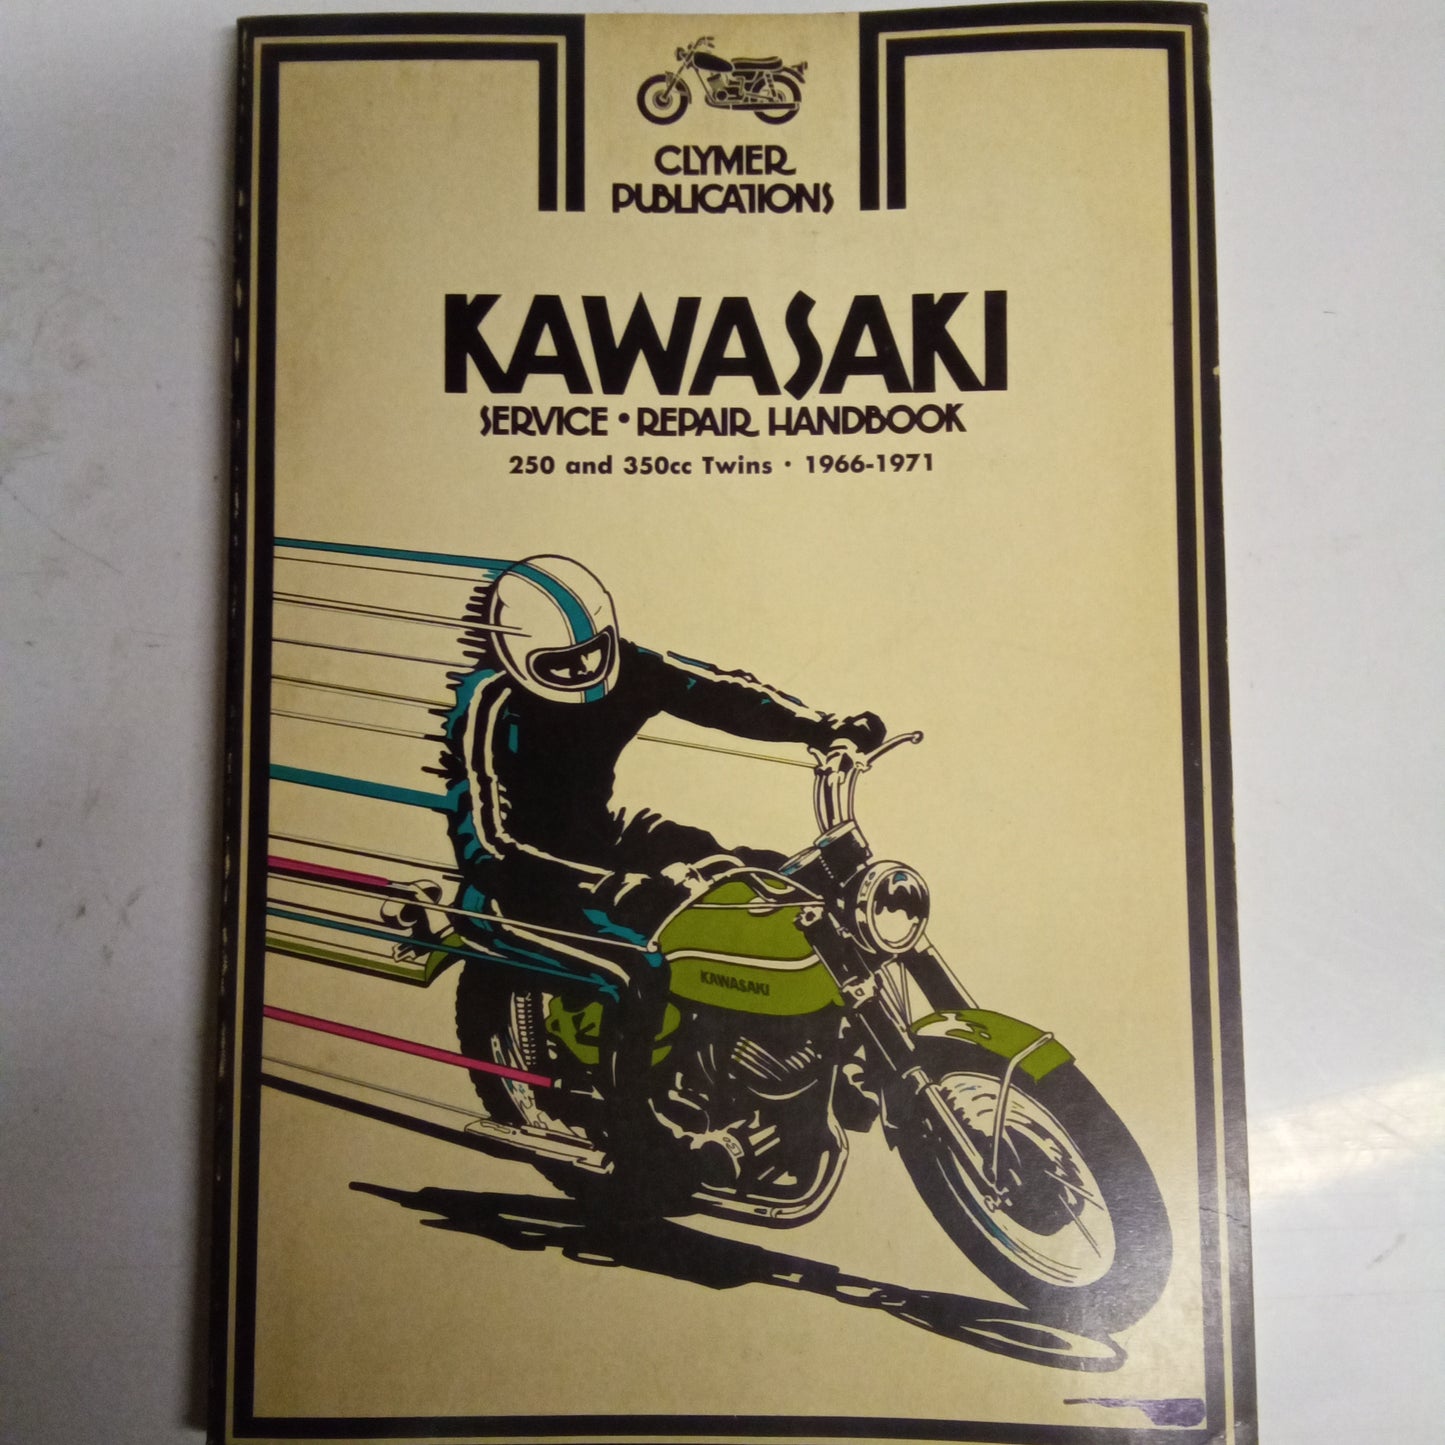 CLYMER
PUBLICATIONS
KAWASAKI
SERVICE • REPAIR HANDBOOK
250 and 350cc Twins • 1966-1971
KAWASAKI